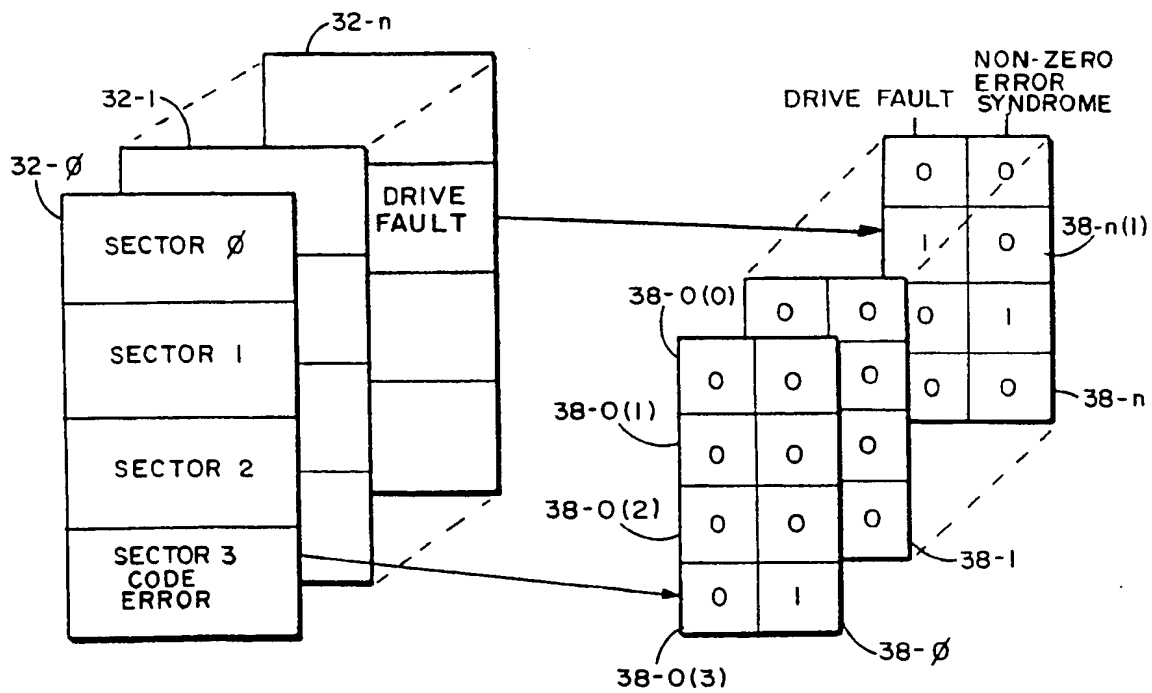 32-n
32-1
32-Ø
SECTOR Ø
SECTOR 1
SECTOR 2
SECTOR 3
CODE
ERROR
DRIVE
FAULT
DRIVE FAULT
NON-ZERO
ERROR
SYNDROME
0 0
1 0
0 1
0 0
38-n(1)
38-n
0 0
0
0
0
38-1
38-0(0)
38-0(1)
38-0(2)
38-0(3)
0 0
0 0
0 0
0 1
38-Ø